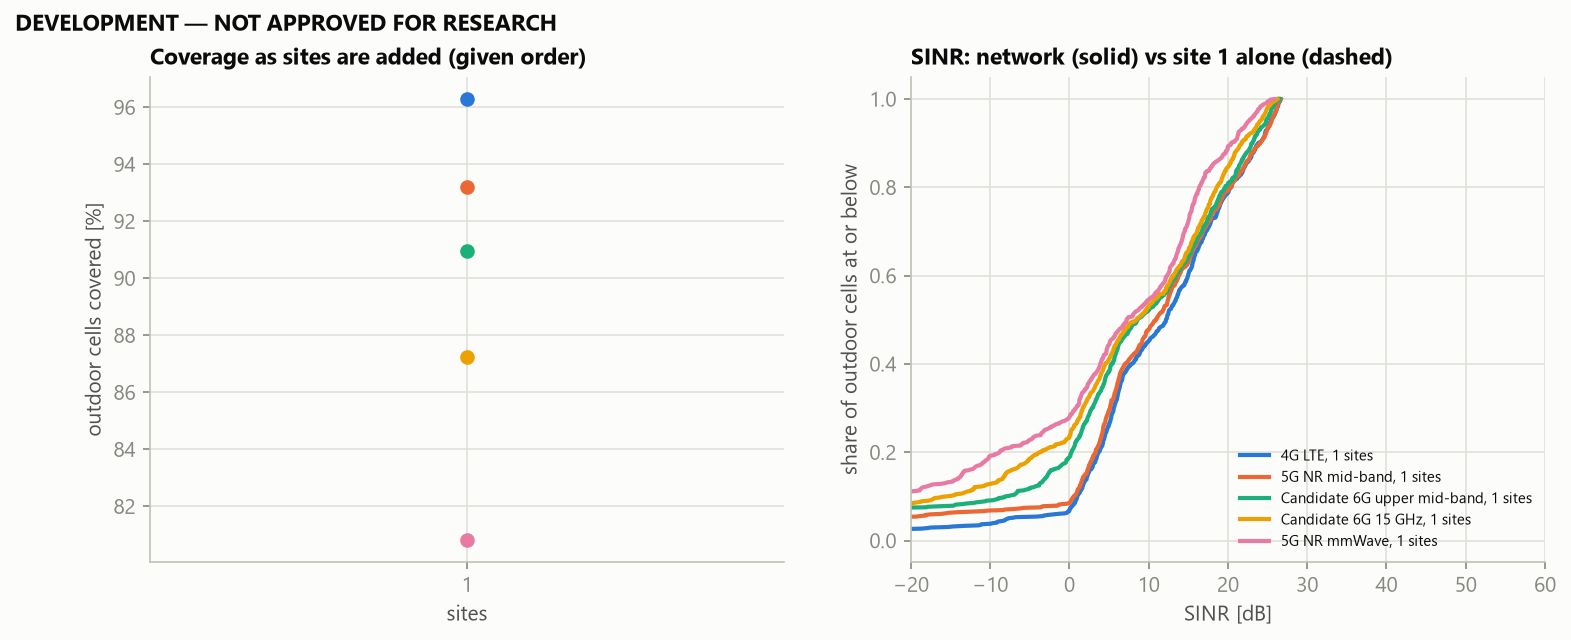 DEVELOPMENT — NOT APPROVED FOR RESEARCH
Coverage as sites are added (given order)
outdoor cells covered [%]
96
94
92
90
88
86
84
82
1
sites
SINR: network (solid) vs site 1 alone (dashed)
share of outdoor cells at or below
1.0
0.8
0.6
0.4
0.2
0.0
4G LTE, 1 sites
5G NR mid-band, 1 sites
Candidate 6G upper mid-band, 1 sites
Candidate 6G 15 GHz, 1 sites
5G NR mmWave, 1 sites
−20 −10 0 10 20 30 40 50 60
SINR [dB]